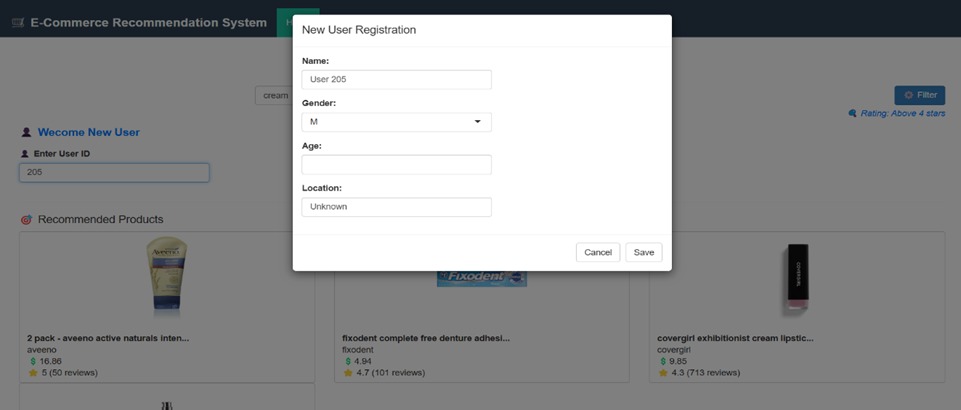 E-Commerce Recommendation System
New User Registration
Name:
User 205
Gender:
M
Age:
Location:
Unknown
Cancel
Save
cream
Filter
Rating: Above 4 stars
Wecome New User
Enter User ID
205
Recommended Products
Aveeno
2 pack - aveeno active naturals inten...
aveeno
$ 16.86
5 (50 reviews)
Fixodent
fixodent complete free denture adhesi...
fixodent
$ 4.94
4.7 (101 reviews)
COVERGIRL
covergirl exhibitionist cream lipstic...
covergirl
$ 9.85
4.3 (713 reviews)